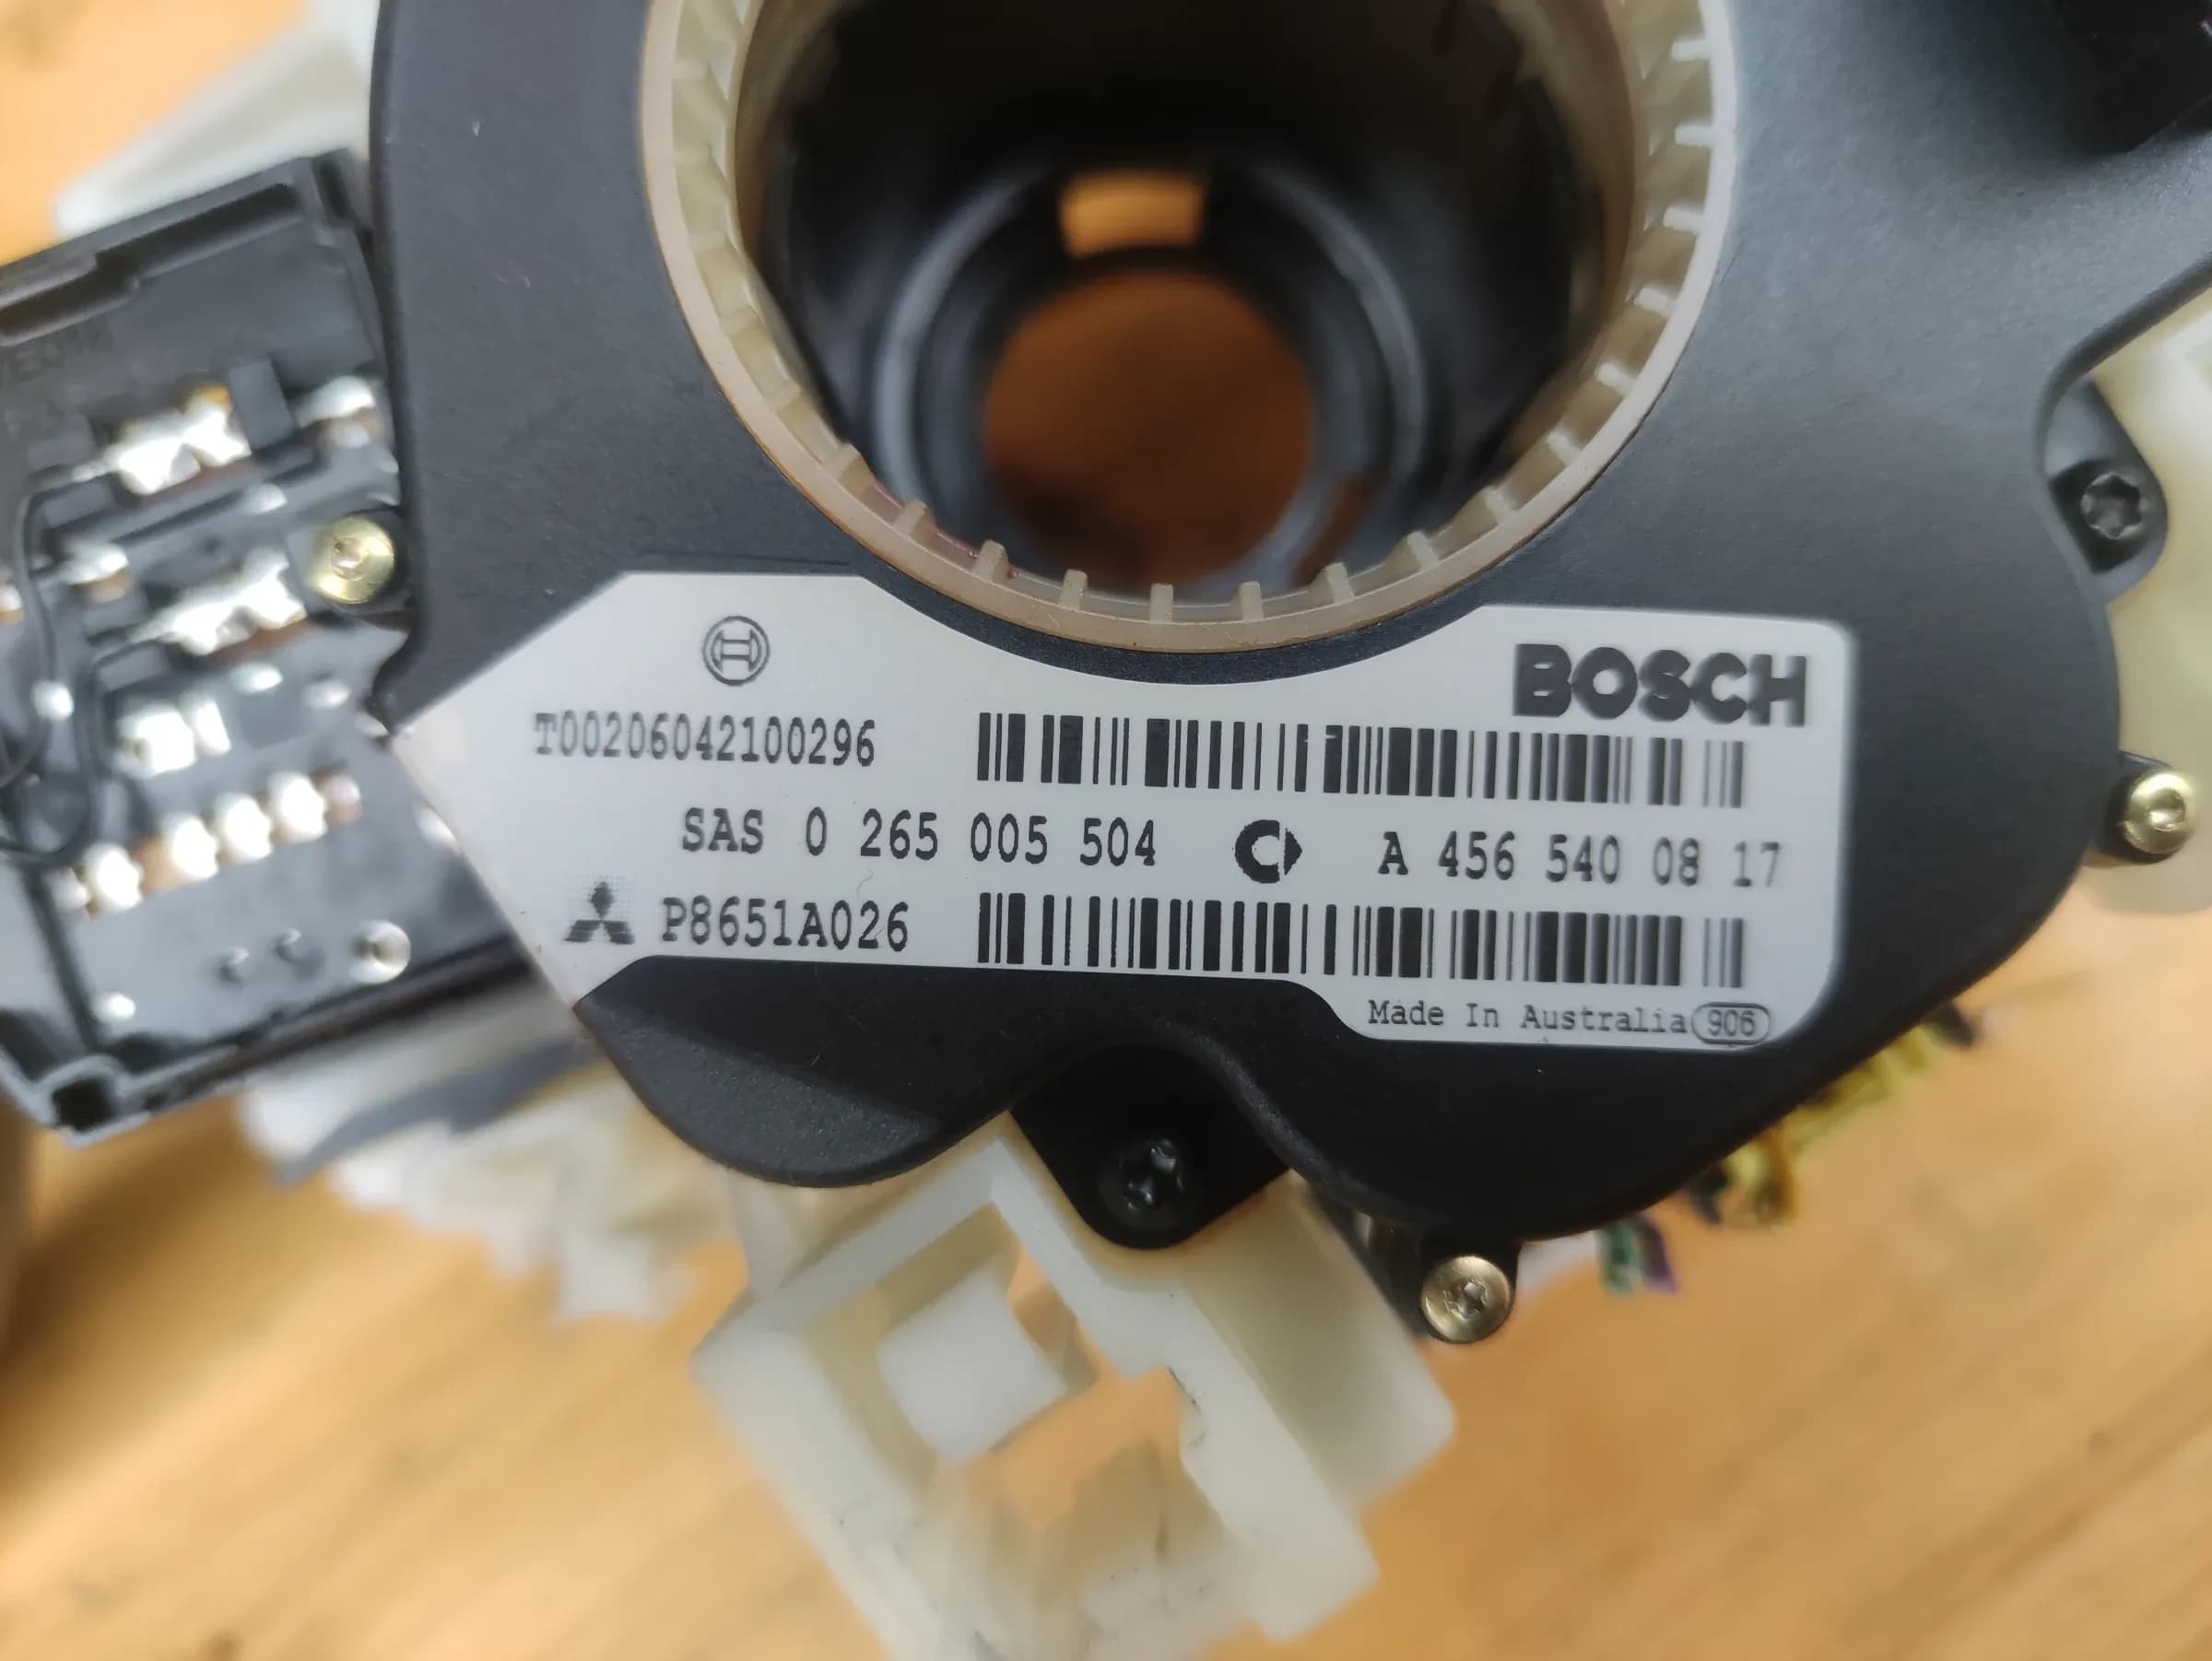 BOSCH
T00206042100296
SAS 0 265 005 504 A 456 540 08 17
P8651A026
Made In Australia 906